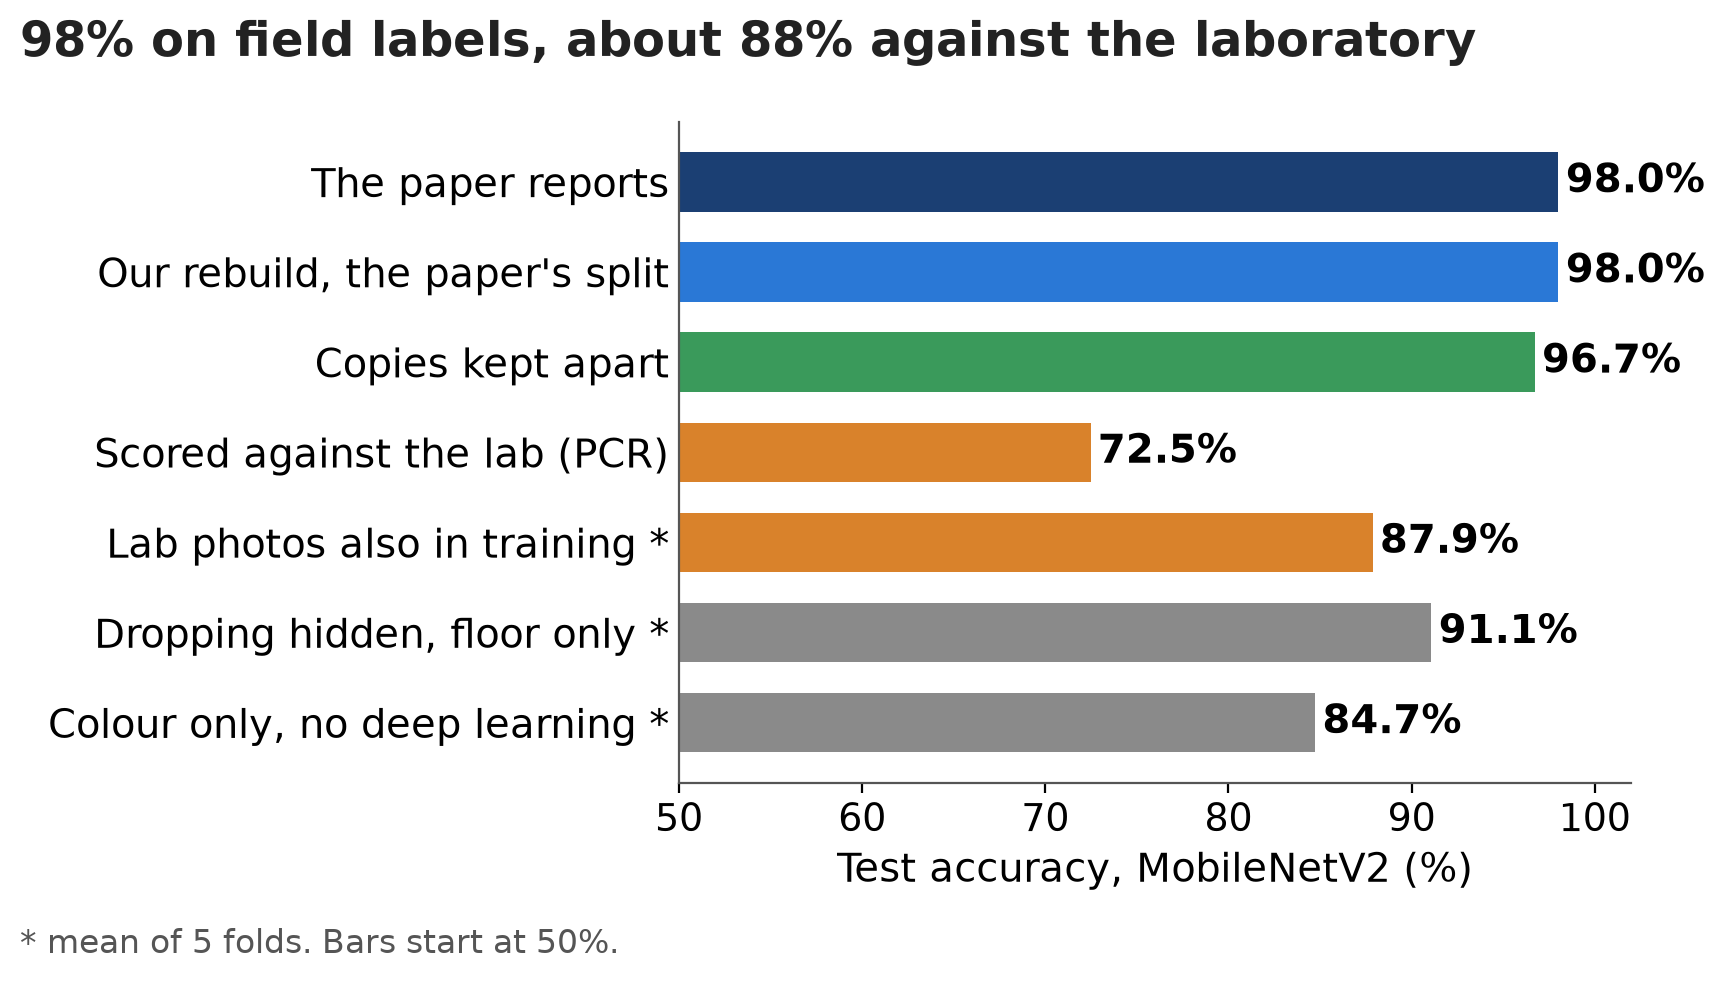 98% on field labels, about 88% against the laboratory
The paper reports 98.0%
Our rebuild, the paper's split 98.0%
Copies kept apart 96.7%
Scored against the lab (PCR) 72.5%
Lab photos also in training * 87.9%
Dropping hidden, floor only * 91.1%
Colour only, no deep learning * 84.7%
50 60 70 80 90 100
Test accuracy, MobileNetV2 (%)
* mean of 5 folds. Bars start at 50%.